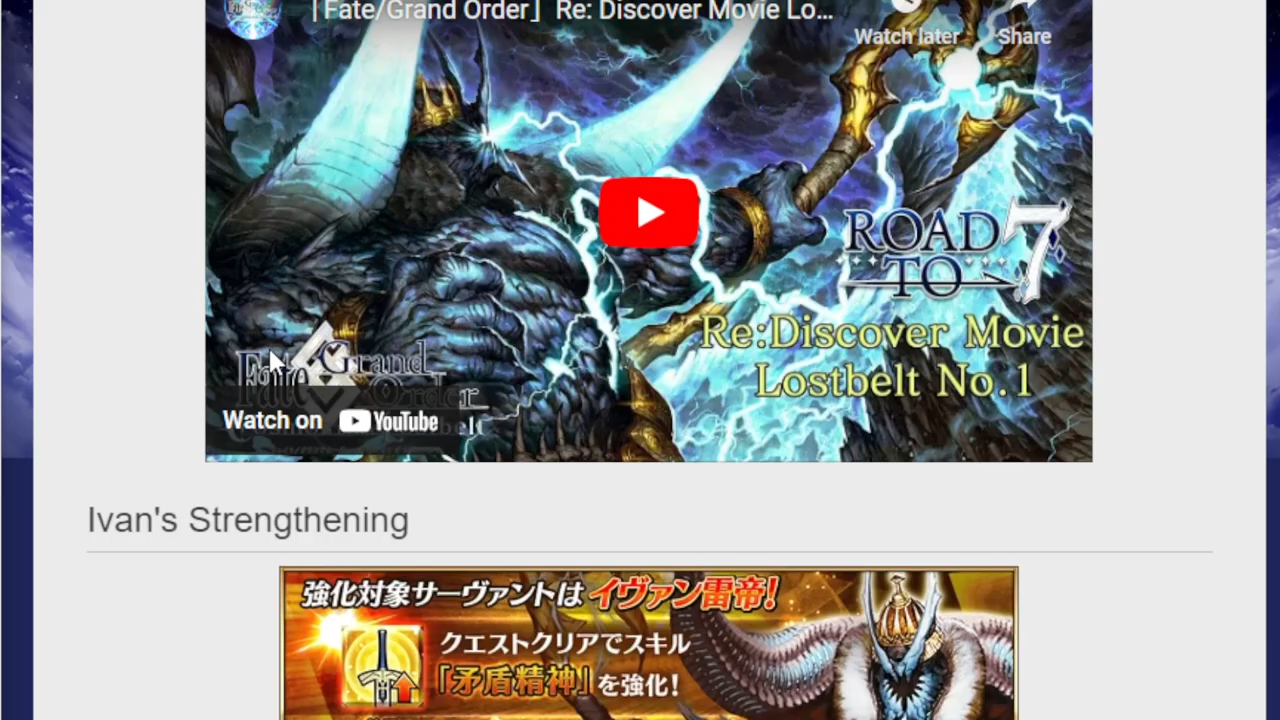 「Fate/Grand Order」 Re: Discover Movie Lo...
Watch later
Share
ROAD
TO 7
Re:Discover Movie
Lostbelt No.1
Fate
Grand
Order
Watch on YouTube
Ivan's Strengthening
強化対象サーヴァントはイヴァン雷帝!
クエストクリアでスキル
「矛盾精神」を強化!